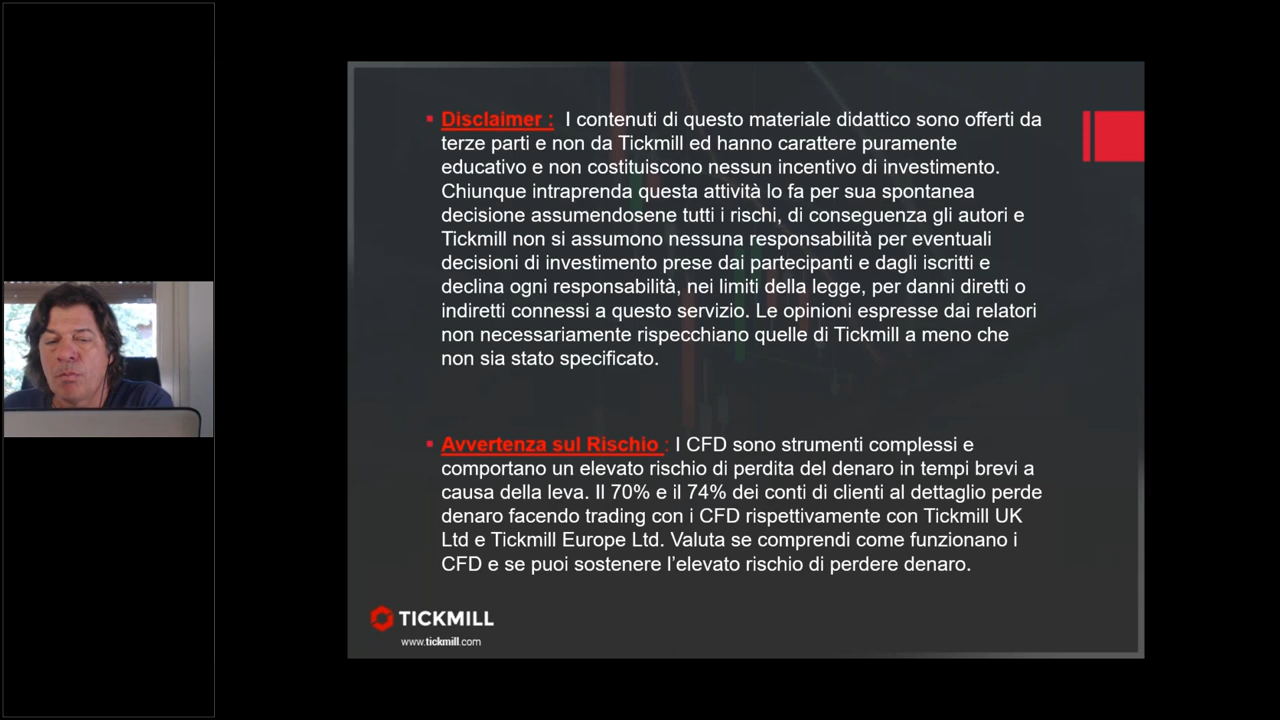 Disclaimer : I contenuti di questo materiale didattico sono offerti da
terze parti e non da Tickmill ed hanno carattere puramente
educativo e non costituiscono nessun incentivo di investimento.
Chiunque intraprenda questa attività lo fa per sua spontanea
decisione assumendosene tutti i rischi, di conseguenza gli autori e
Tickmill non si assumono nessuna responsabilità per eventuali
decisioni di investimento prese dai partecipanti e dagli iscritti e
declina ogni responsabilità, nei limiti della legge, per danni diretti o
indiretti connessi a questo servizio. Le opinioni espresse dai relatori
non necessariamente rispecchiano quelle di Tickmill a meno che
non sia stato specificato.
Avvertenza sul Rischio : I CFD sono strumenti complessi e
comportano un elevato rischio di perdita del denaro in tempi brevi a
causa della leva. Il 70% e il 74% dei conti di clienti al dettaglio perde
denaro facendo trading con i CFD rispettivamente con Tickmill UK
Ltd e Tickmill Europe Ltd. Valuta se comprendi come funzionano i
CFD e se puoi sostenere l’elevato rischio di perdere denaro.
TICKMILL
www.tickmill.com